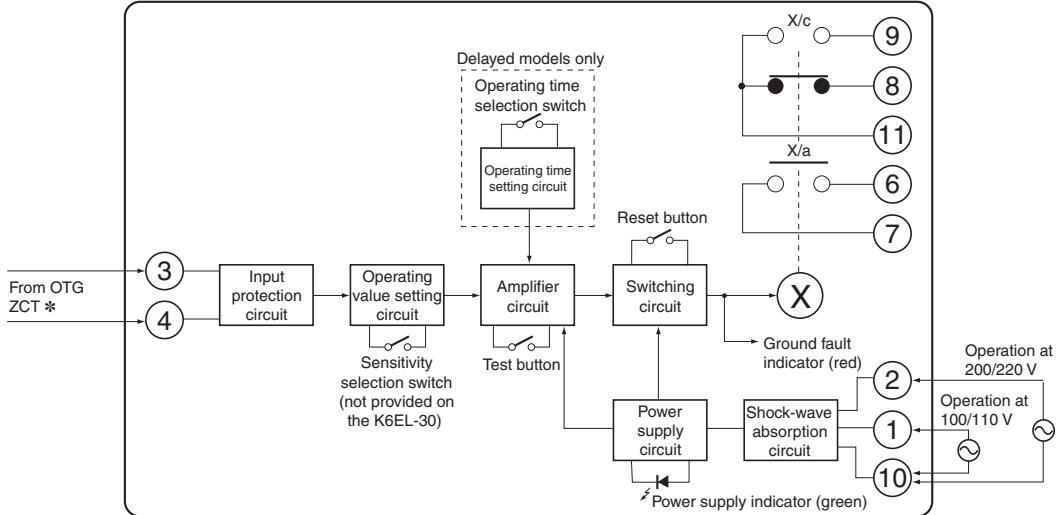 X/c
9
Delayed models only
Operating time
selection switch
8
11
X/a
Operating time
setting circuit
6
Reset button
7
3
From OTG
ZCT *
4
Input
protection
circuit
Operating
value setting
circuit
Amplifier
circuit
Switching
circuit
X
Sensitivity
selection switch
(not provided on
the K6EL-30)
Test button
Ground fault
indicator (red)
Operation at
200/220 V
2
Operation at
100/110 V
Power
supply
circuit
Shock-wave
absorption
circuit
1
10
Power supply indicator (green)